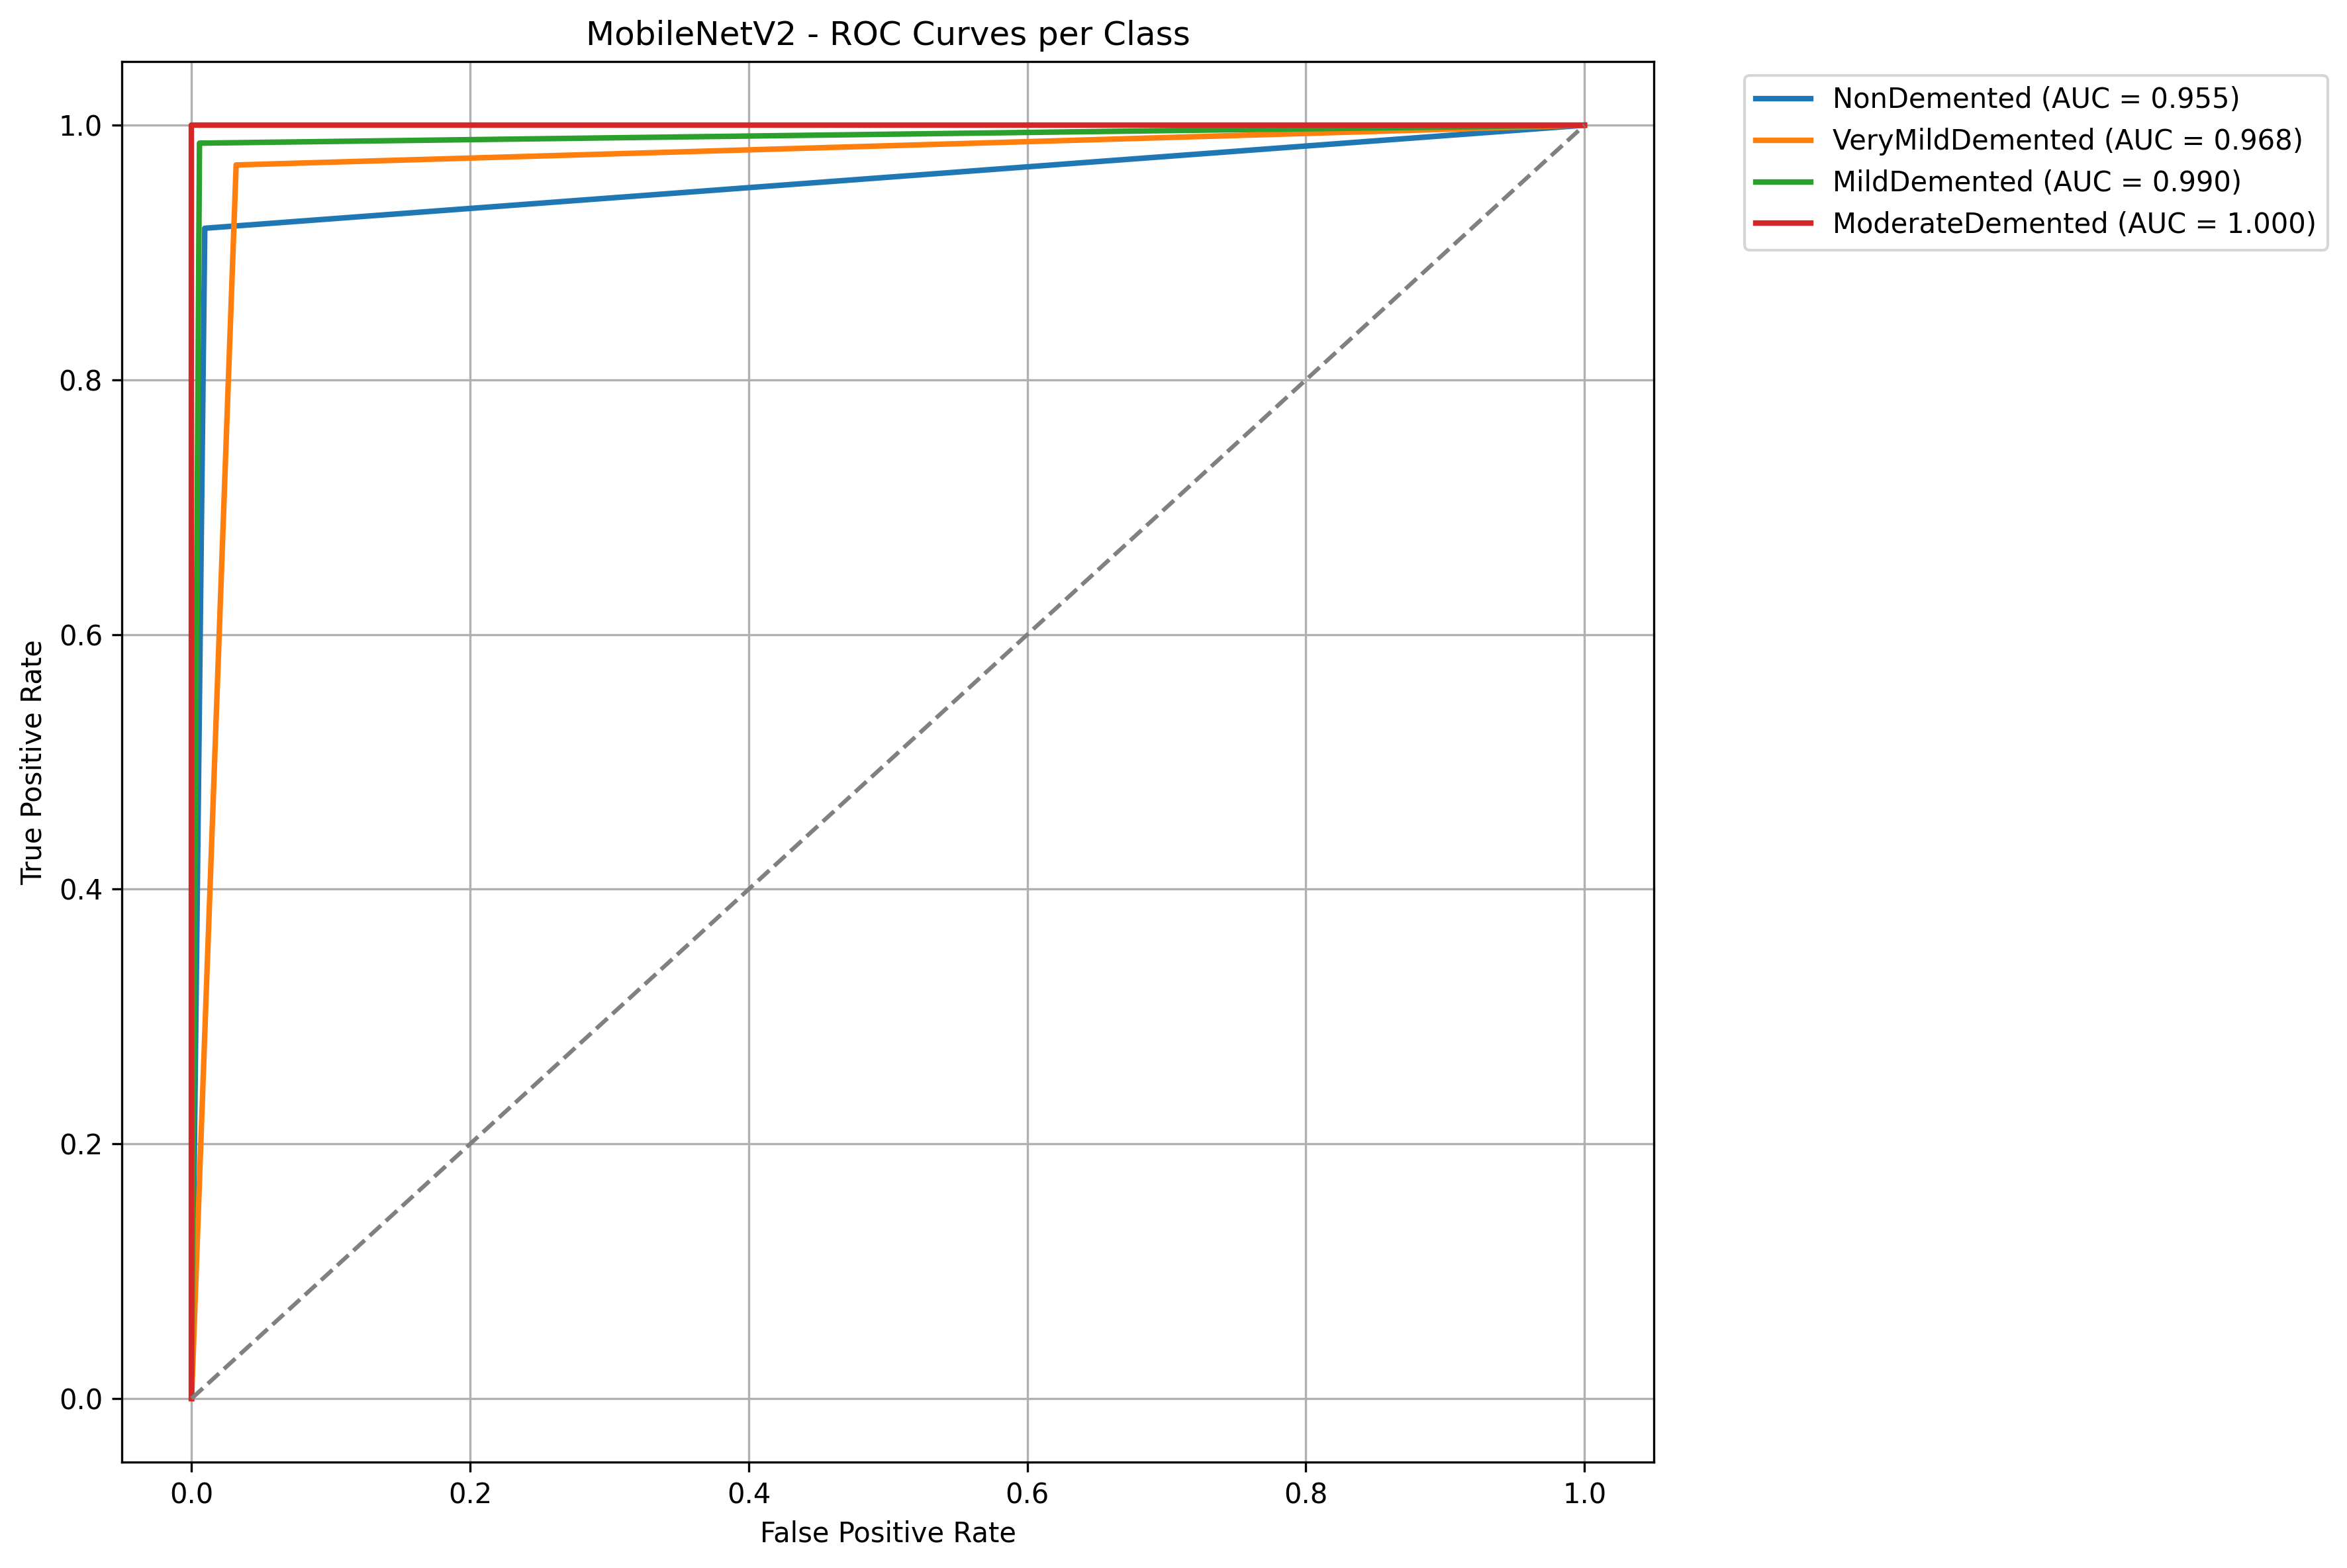 MobileNetV2 - ROC Curves per Class
NonDemented (AUC = 0.955)
VeryMildDemented (AUC = 0.968)
MildDemented (AUC = 0.990)
ModerateDemented (AUC = 1.000)
True Positive Rate
1.0
0.8
0.6
0.4
0.2
0.0
0.0 0.2 0.4 0.6 0.8 1.0
False Positive Rate